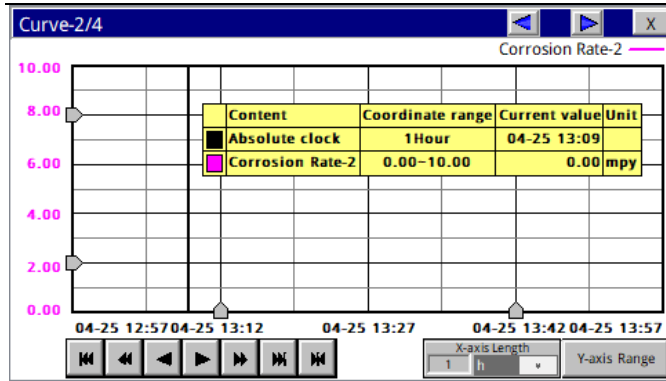 Curve-2/4 X
Corrosion Rate-2
10.00
8.00
Content Coordinate range Current value Unit
Absolute clock 1Hour 04-25 13:09
Corrosion Rate-2 0.00~10.00 0.00 mpy
6.00
4.00
2.00
0.00
04-25 12:57 04-25 13:12 04-25 13:27 04-25 13:42 04-25 13:57
X-axis Length
1 h
Y-axis Range